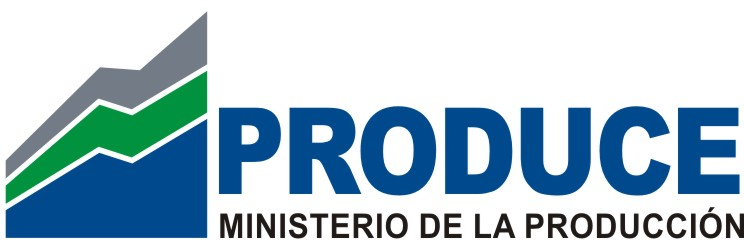 PRODUCE
MINISTERIO DE LA PRODUCCIÓN